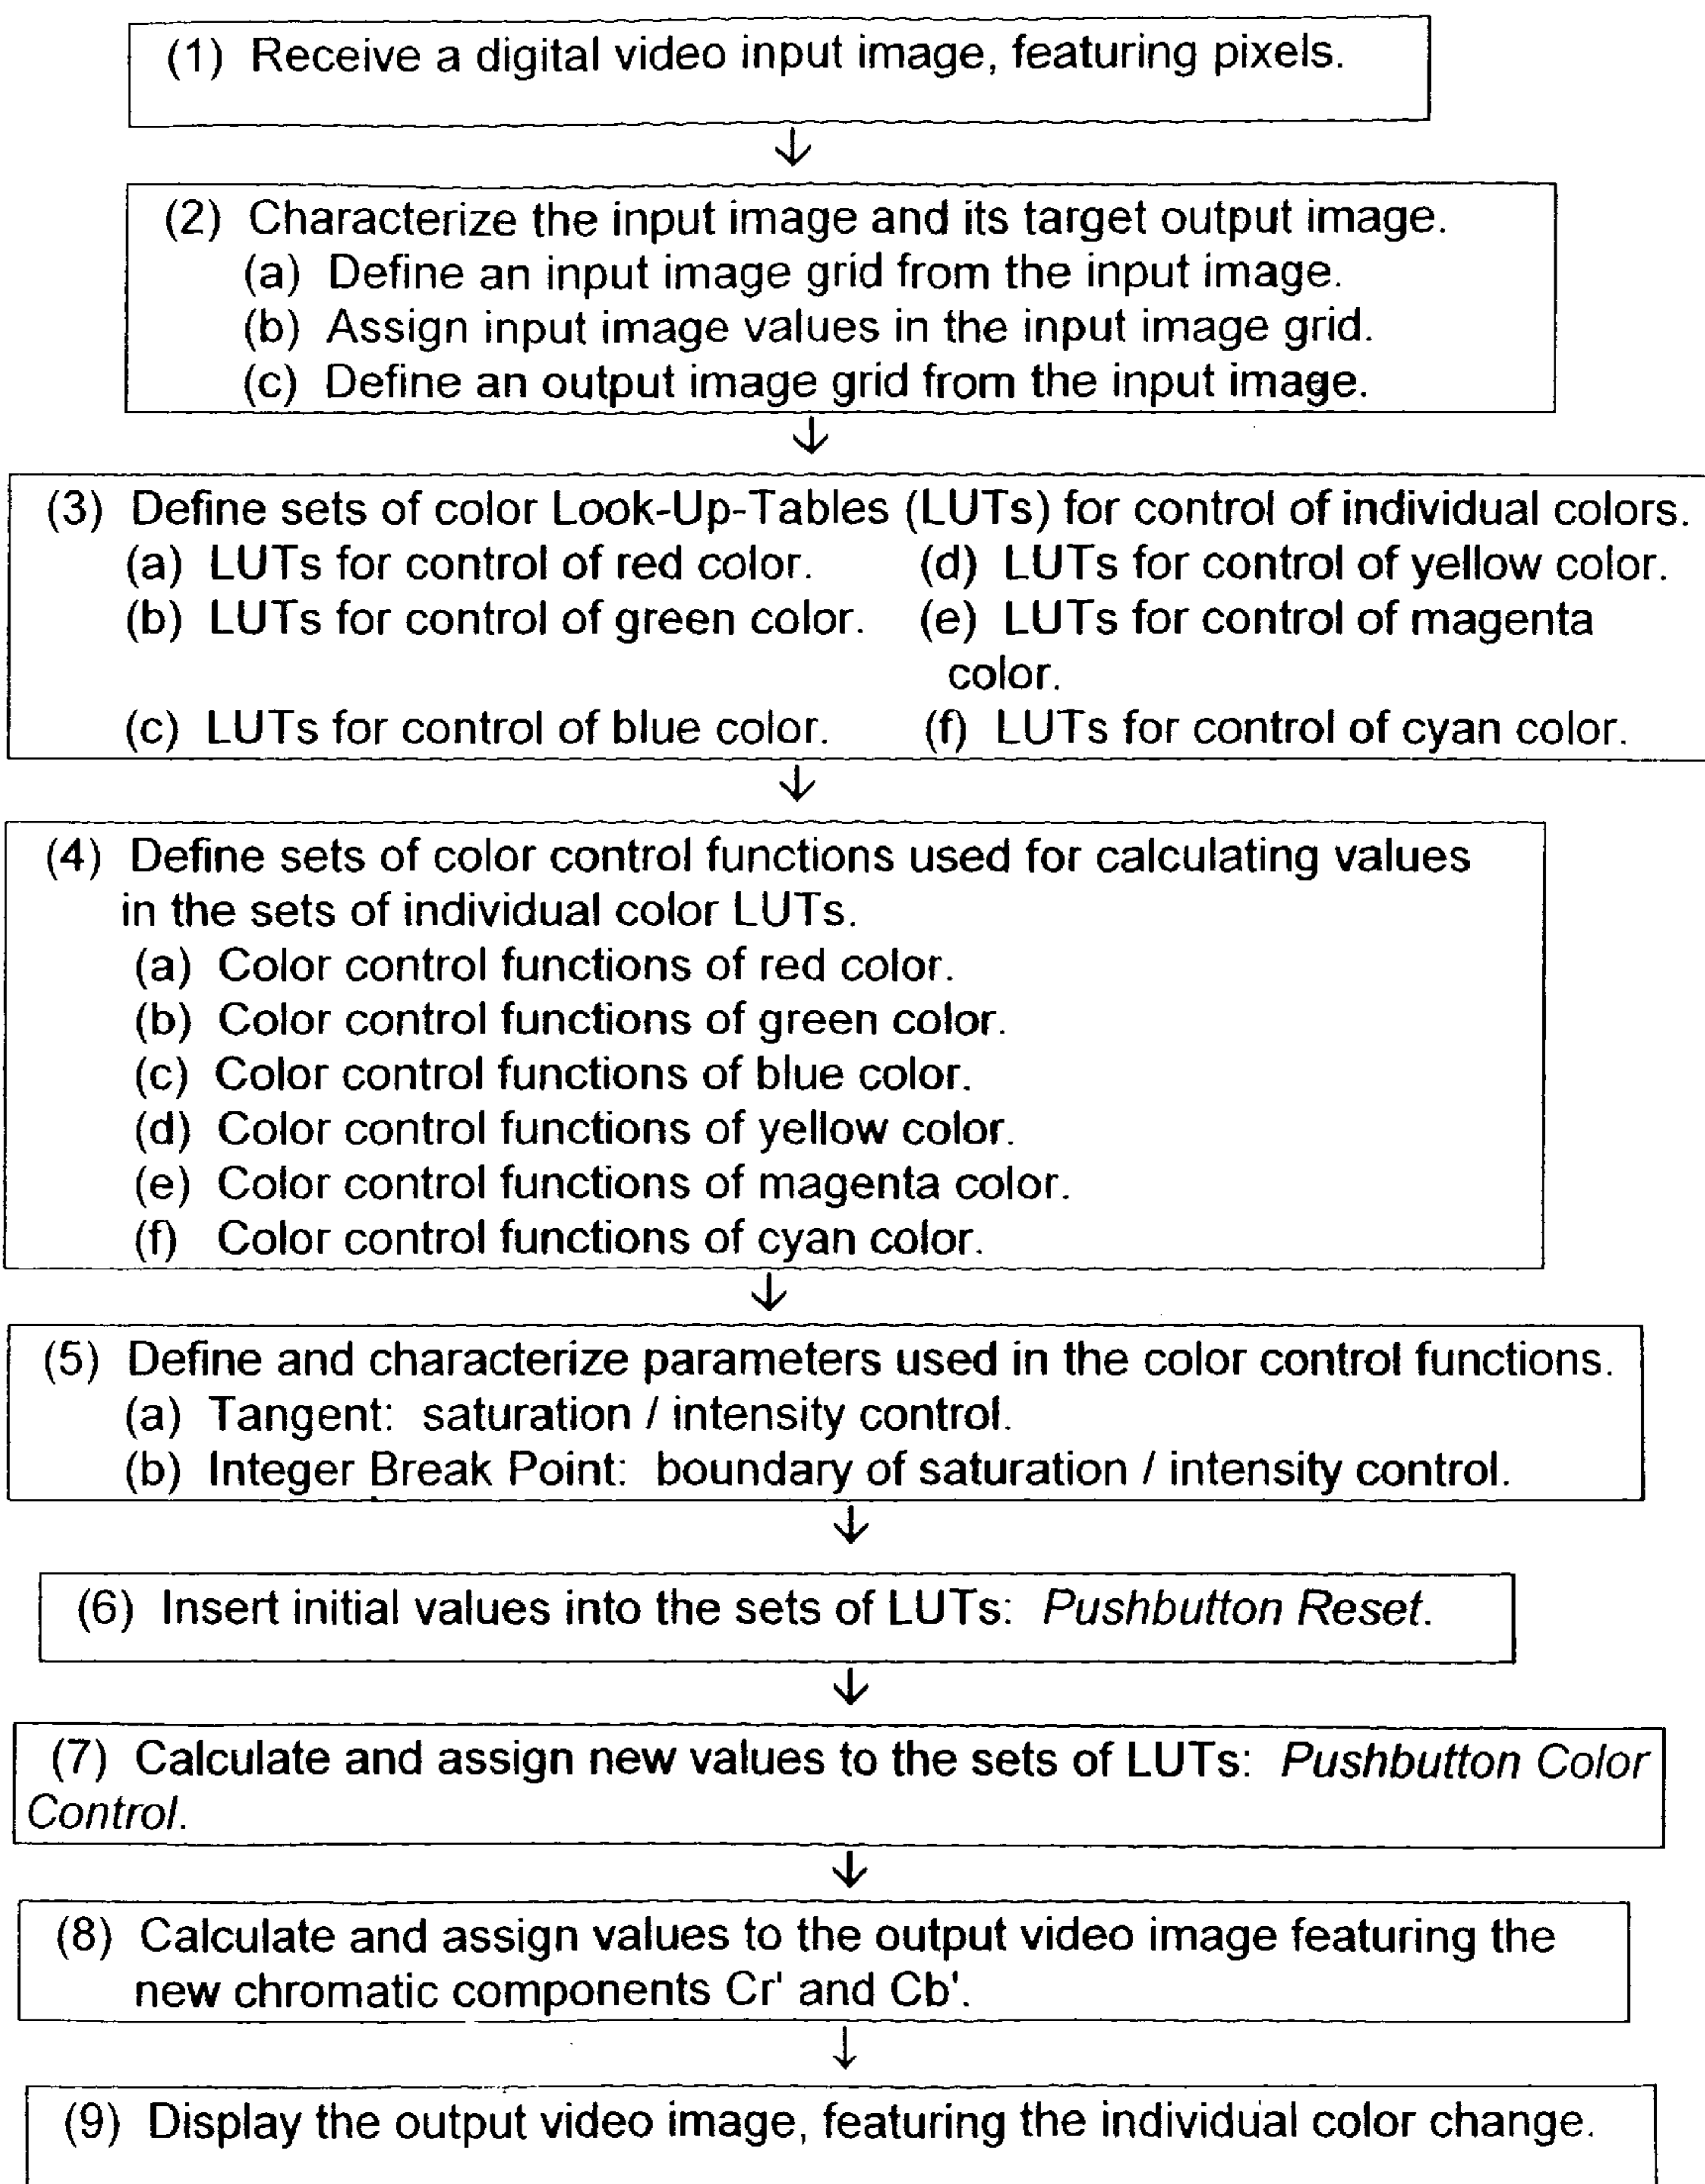 (1) Receive a digital video input image, featuring pixels.
(2) Characterize the input image and its target output image.
(a) Define an input image grid from the input image.
(b) Assign input image values in the input image grid.
(c) Define an output image grid from the input image.
(3) Define sets of color Look-Up-Tables (LUTs) for control of individual colors.
(a) LUTs for control of red color. (d) LUTs for control of yellow color.
(b) LUTs for control of green color. (e) LUTs for control of magenta
color.
(c) LUTs for control of blue color. (f) LUTs for control of cyan color.
(4) Define sets of color control functions used for calculating values
in the sets of individual color LUTs.
(a) Color control functions of red color.
(b) Color control functions of green color.
(c) Color control functions of blue color.
(d) Color control functions of yellow color.
(e) Color control functions of magenta color.
(f) Color control functions of cyan color.
(5) Define and characterize parameters used in the color control functions.
(a) Tangent: saturation / intensity control.
(b) Integer Break Point: boundary of saturation / intensity control.
(6) Insert initial values into the sets of LUTs: Pushbutton Reset.
(7) Calculate and assign new values to the sets of LUTs: Pushbutton Color
Control.
(8) Calculate and assign values to the output video image featuring the
new chromatic components Cr' and Cb'.
(9) Display the output video image, featuring the individual color change.